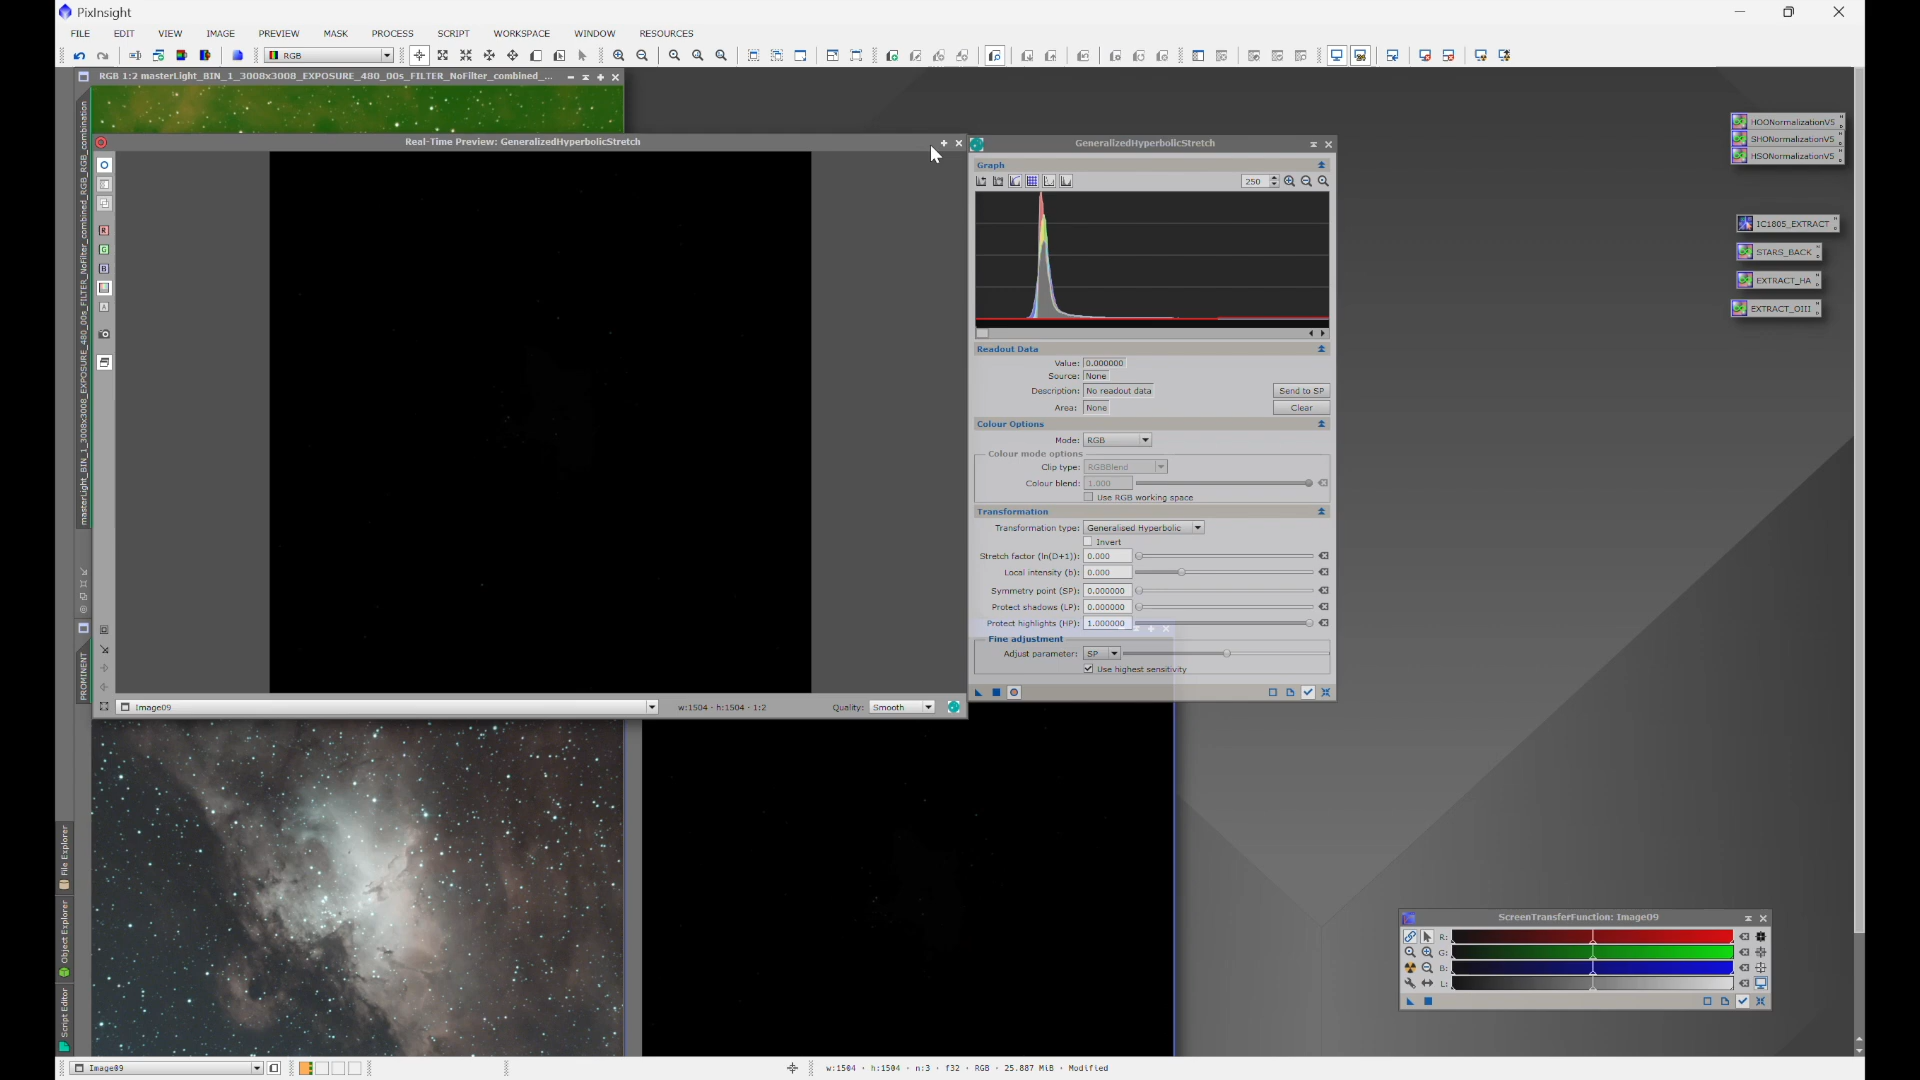 PixInsight
FILE EDIT VIEW IMAGE PREVIEW MASK PROCESS SCRIPT WORKSPACE WINDOW RESOURCES
RGB
RGB 1:2 masterLight_BIN_1_3008x3008_EXPOSURE_480_00s_FILTER_NoFilter_combined_...
masterLight_BIN_1_3008x3008_EXPOSURE_480_00s_FILTER_NoFilter_combined_RGB_RGB_combination
PROMINENT
File Explorer
Object Explorer
Script Editor
Real-Time Preview: GeneralizedHyperbolicStretch
R
G
B
A
Image09
w:1504 · h:1504 · 1:2
Quality: Smooth
GeneralizedHyperbolicStretch
Graph
250
Readout Data
Value: 0.000000
Source: None
Description: No readout data
Send to SP
Area: None
Clear
Colour Options
Mode: RGB
Colour mode options
Clip type: RGBBlend
Colour blend: 1.000
Use RGB working space
Transformation
Transformation type: Generalised Hyperbolic
Invert
Stretch factor (ln(D+1)): 0.000
Local intensity (b): 0.000
Symmetry point (SP): 0.000000
Protect shadows (LP): 0.000000
Protect highlights (HP): 1.000000
Fine adjustment
Adjust parameter: SP
Use highest sensitivity
HOONormalizationV5
SHONormalizationV5
HSONormalizationV5
IC1805_EXTRACT
STARS_BACK
EXTRACT_HA
EXTRACT_OIII
ScreenTransferFunction: Image09
R:
G:
B:
L:
Image09
w:1504 · h:1504 · n:3 · f32 · RGB · 25.887 MiB · Modified